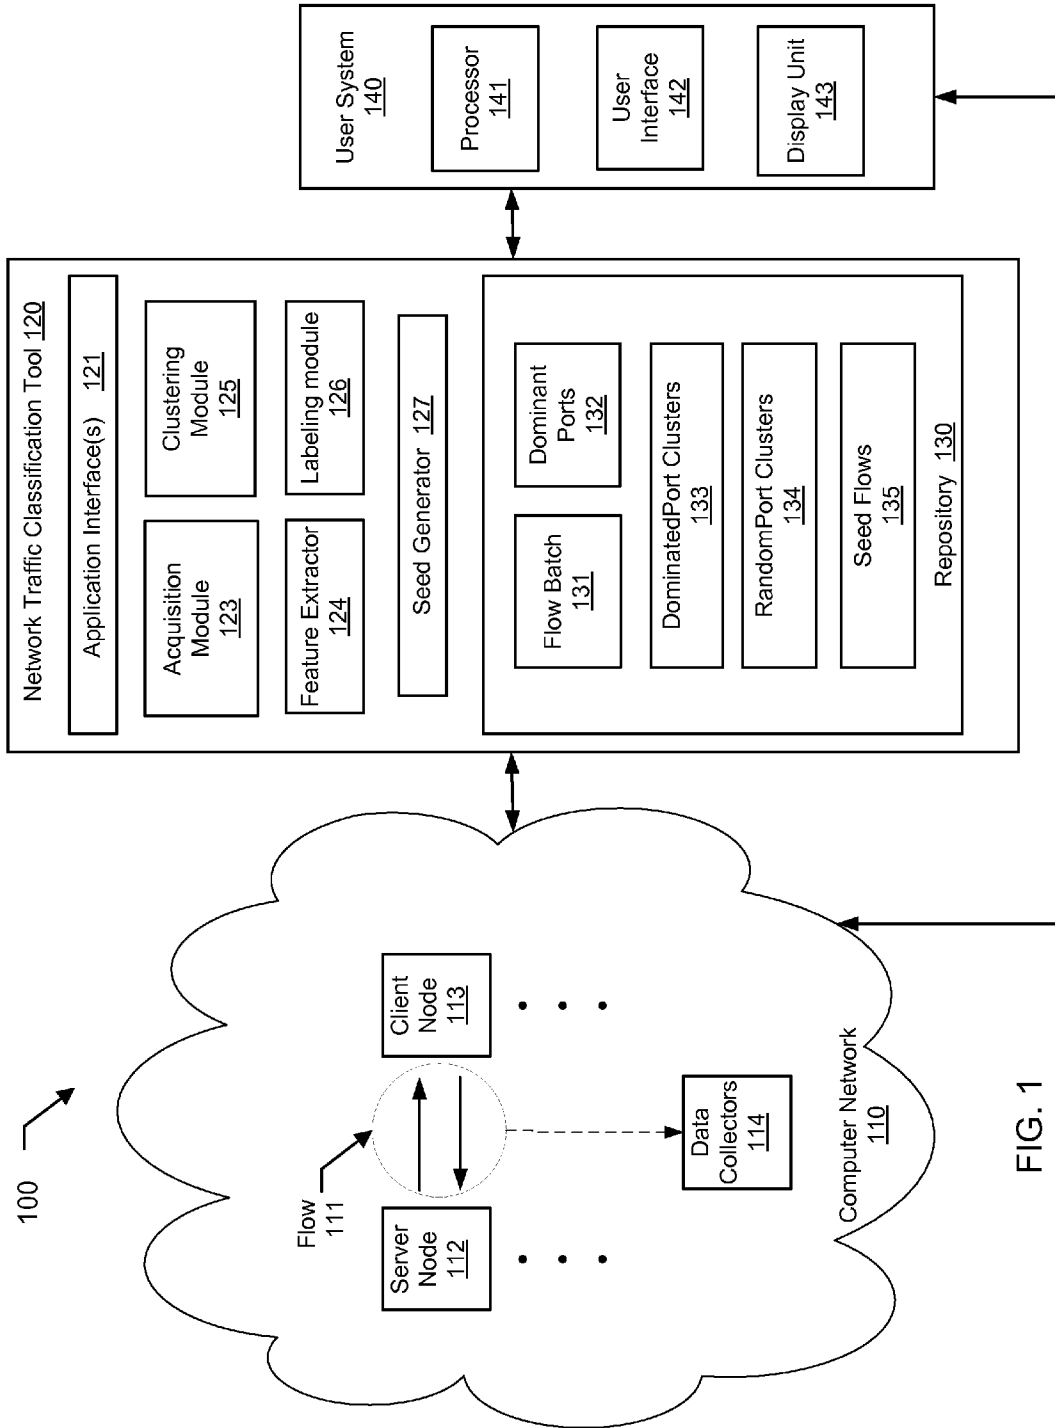 100
Flow
111
Server
Node
112
Client
Node
113
Data
Collectors
114
Computer Network
110
Network Traffic Classification Tool 120
Application Interface(s) 121
Acquisition
Module
123
Clustering
Module
125
Feature Extractor
124
Labeling module
126
Seed Generator 127
Flow Batch
131
Dominant
Ports
132
DominatedPort Clusters
133
RandomPort Clusters
134
Seed Flows
135
Repository 130
User System
140
Processor
141
User
Interface
142
Display Unit
143
FIG. 1